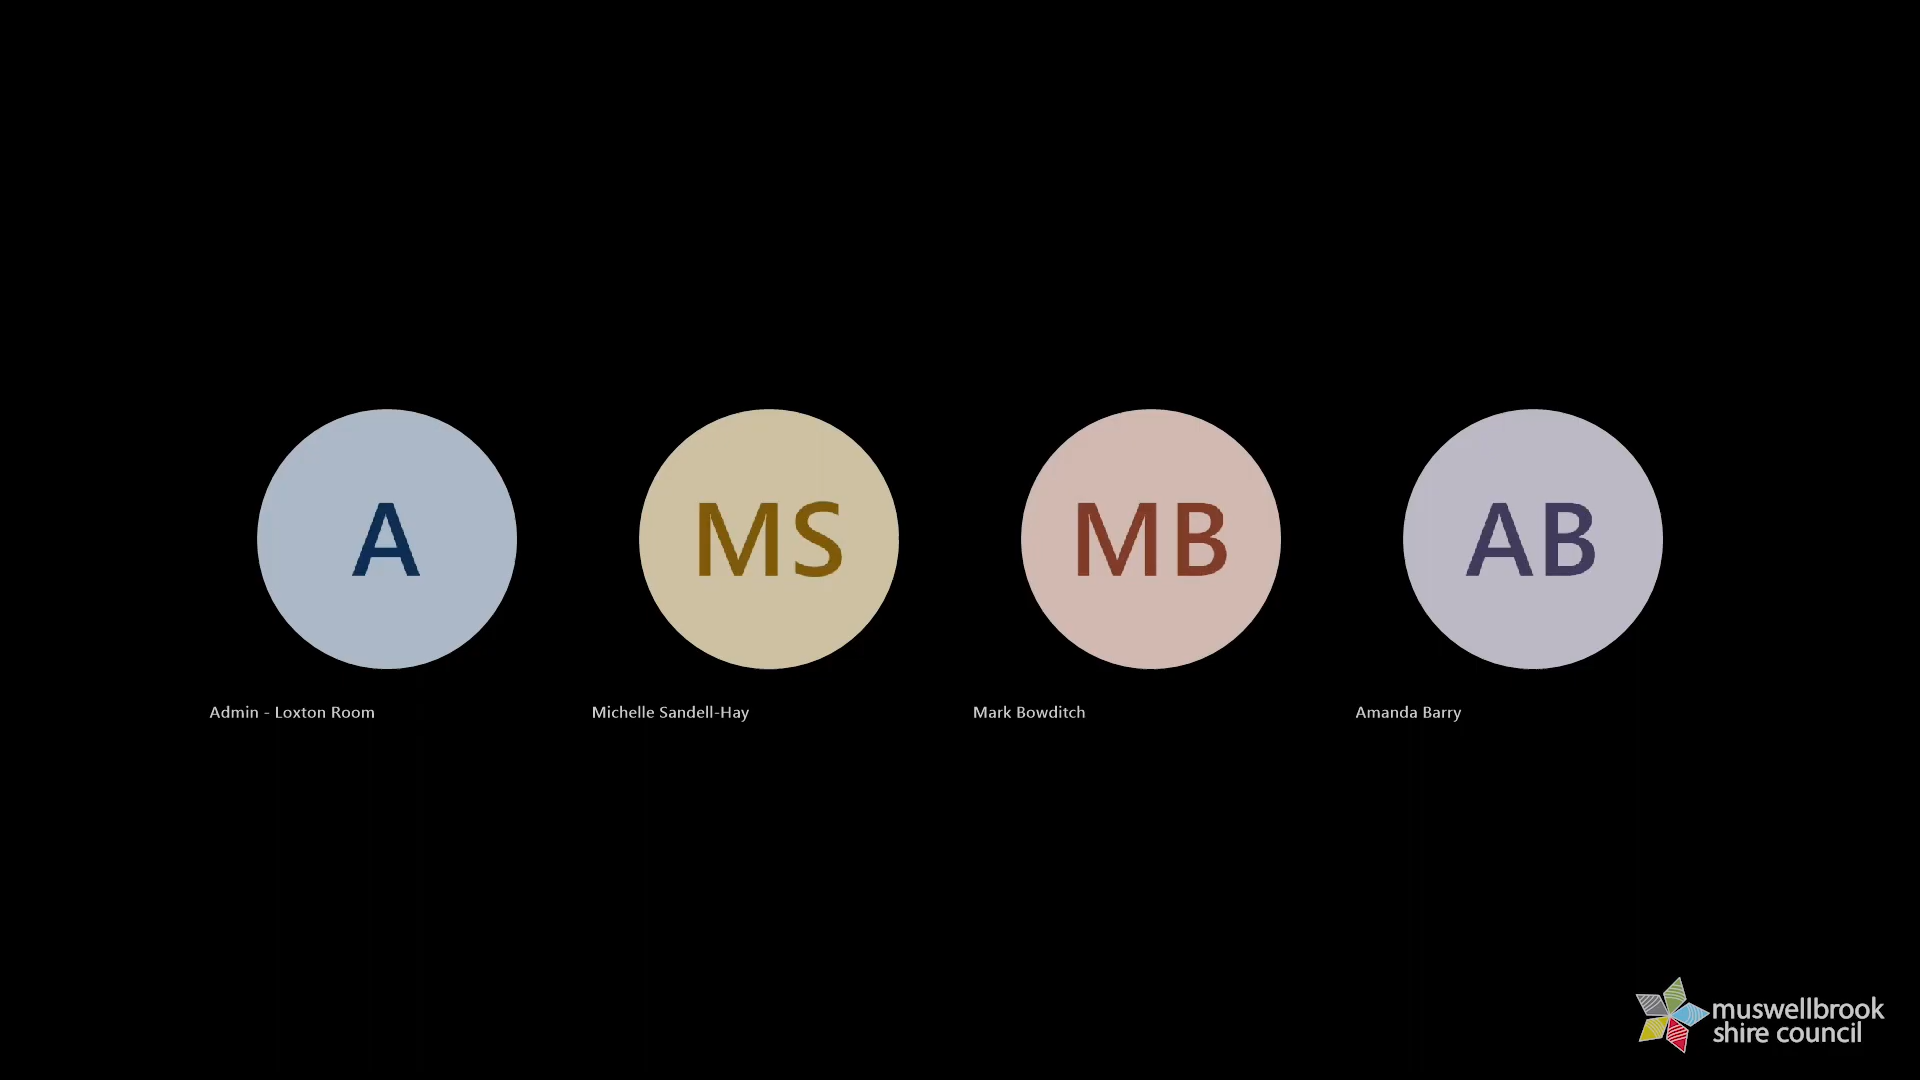 A
MS
MB
AB
Admin - Loxton Room
Michelle Sandell-Hay
Mark Bowditch
Amanda Barry
muswellbrook
shire council